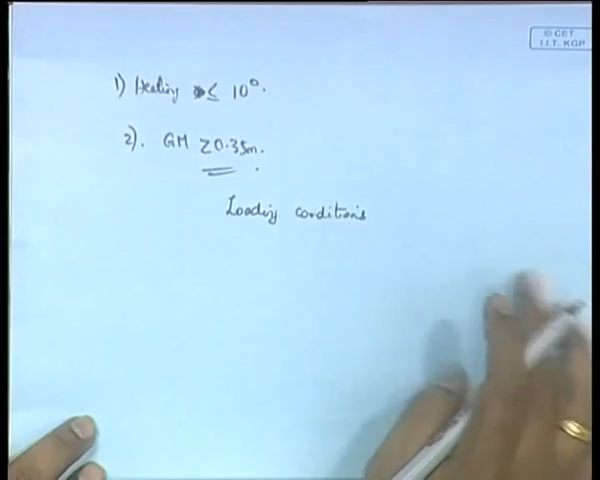 © CET
I.I.T. KGP
1) Heeling ≤ 10°.
2). GM ≥0.35m.
Loading conditions